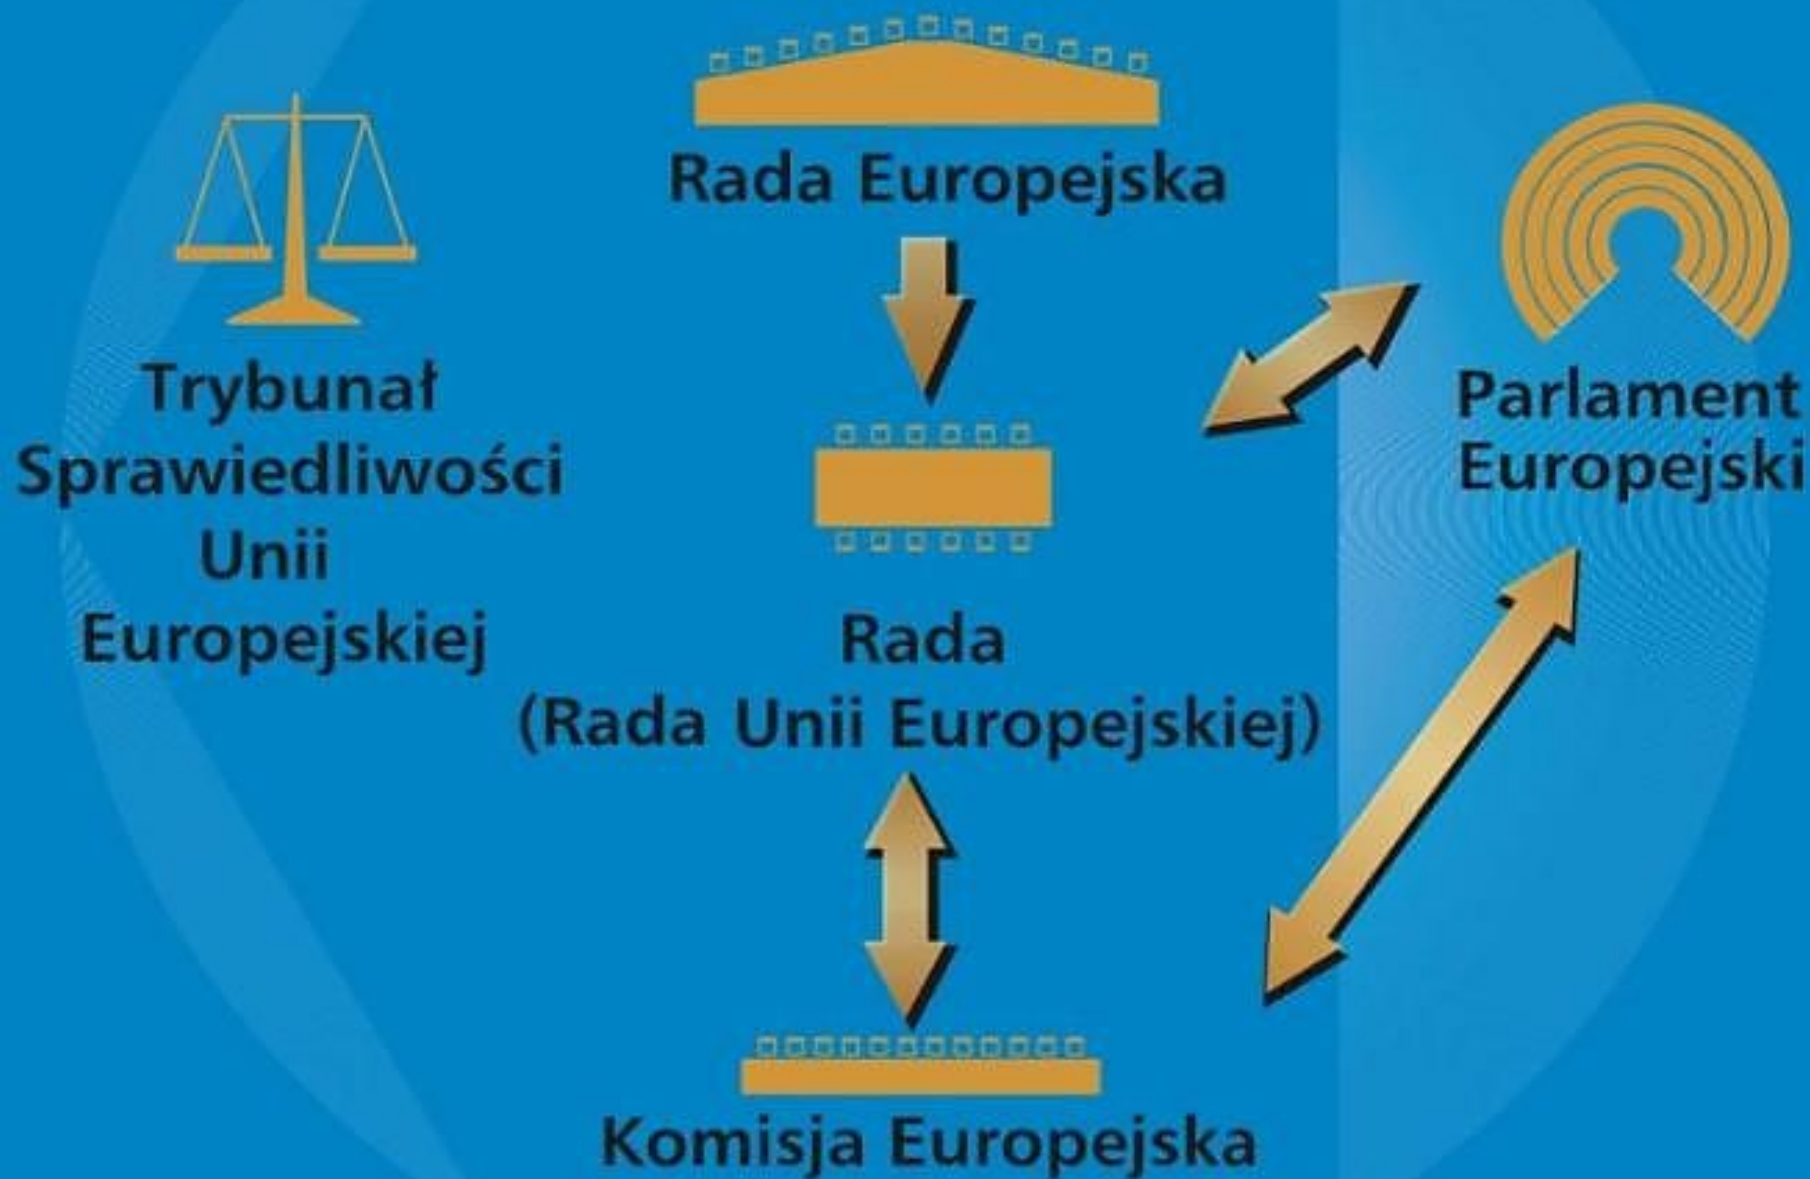 Rada Europejska
Trybunał
Sprawiedliwości
Unii
Europejskiej
Parlament
Europejski
Rada
(Rada Unii Europejskiej)
Komisja Europejska